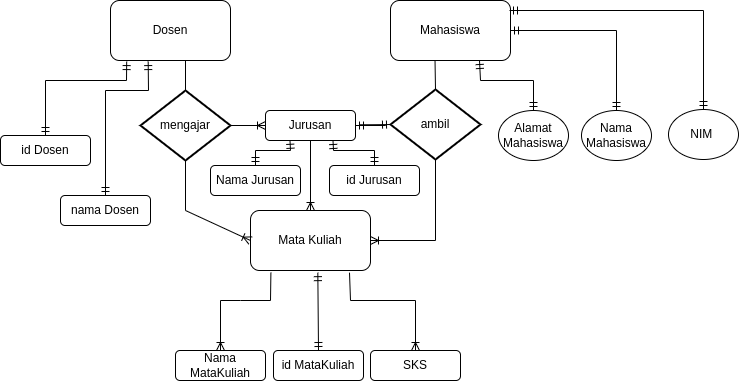 Dosen
Mahasiswa
mengajar
Jurusan
ambil
Alamat
Mahasiswa
Nama
Mahasiswa
NIM
id Dosen
Nama Jurusan
id Jurusan
nama Dosen
Mata Kuliah
Nama
MataKuliah
id MataKuliah
SKS